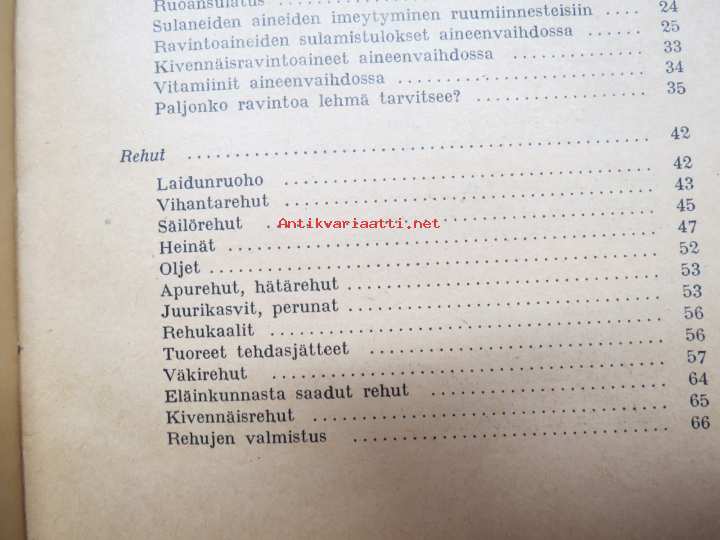 Ruoansulatus ........
Sulaneiden aineiden imeytyminen ruumiinnesteisiin .... 24
Ravintoaineiden sulamistulokset aineenvaihdossa ...... 25
Kivennäisravintoaineet aineenvaihdossa ............ 33
Vitamiinit aineenvaihdossa .................... 34
Paljonko ravintoa lehmä tarvitsee? ................ 35
Rehut ........................................ 42
Laidunruoho .............................. 42
Vihantarehut .............................. 43
Säilörehut .............................. 45
Antikvariaatti.net
Heinät .................................. 47
Oljet .................................... 52
Apurehut, hätärehut ........................ 53
Juurikasvit, perunat ........................ 53
Rehukaalit .............................. 56
Tuoreet tehdasjätteet ...................... 56
Väkirehut .............................. 57
Eläinkunnasta saadut rehut .................. 64
Kivennäisrehut .......................... 65
Rehujen valmistus ........................ 66